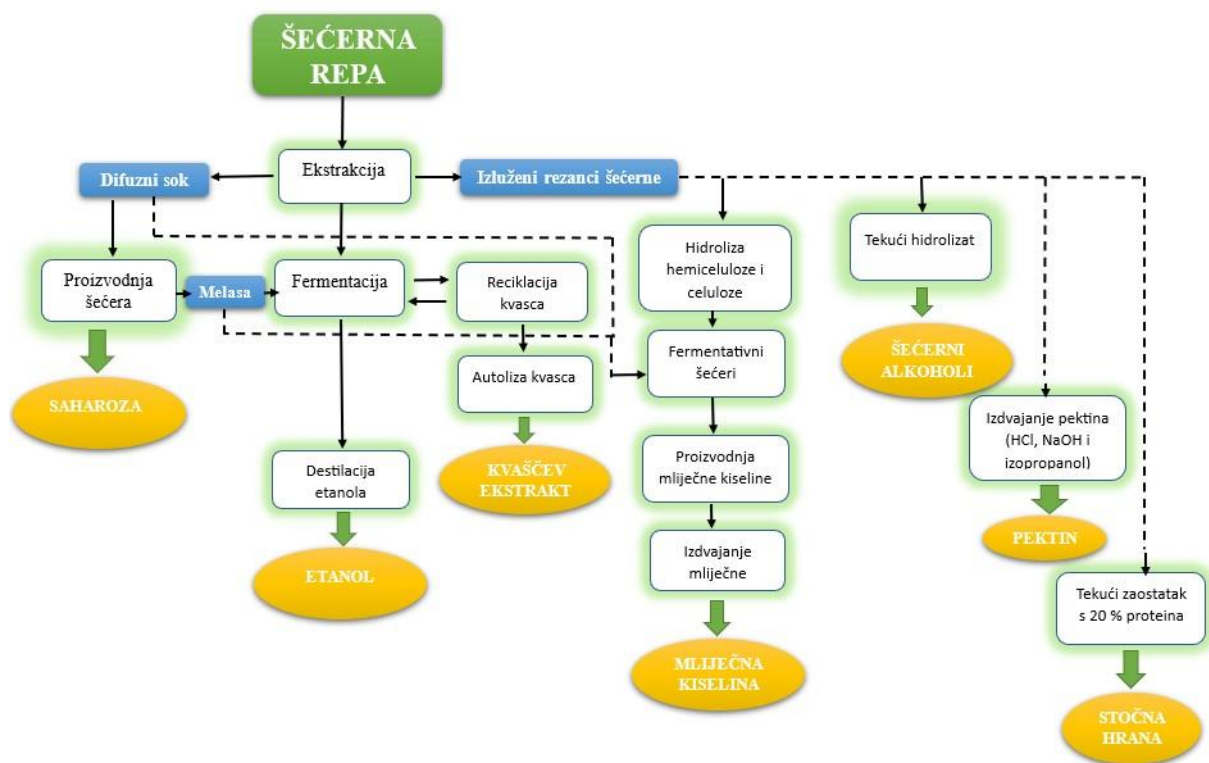 ŠEĆERNA
REPA
Difuzni sok
Ekstrakcija
Izluženi rezanci šećerne
Proizvodnja
šećera
Melasa
Fermentacija
Reciklacija
kvasca
Hidroliza
hemiceluloze i
celuloze
Tekući hidrolizat
SAHAROZA
Autoliza kvasca
Fermentativni
šećeri
ŠEĆERNI
ALKOHOLI
Izdvajanje pektina
(HCl, NaOH i
izopropanol)
Destilacija
etanola
KVAŠČEV
EKSTRAKT
Proizvodnja
mliječne kiseline
PEKTIN
ETANOL
Izdvajanje
mliječne
Tekući zaostatak
s 20 % proteina
MLIJEČNA
KISELINA
STOČNA
HRANA